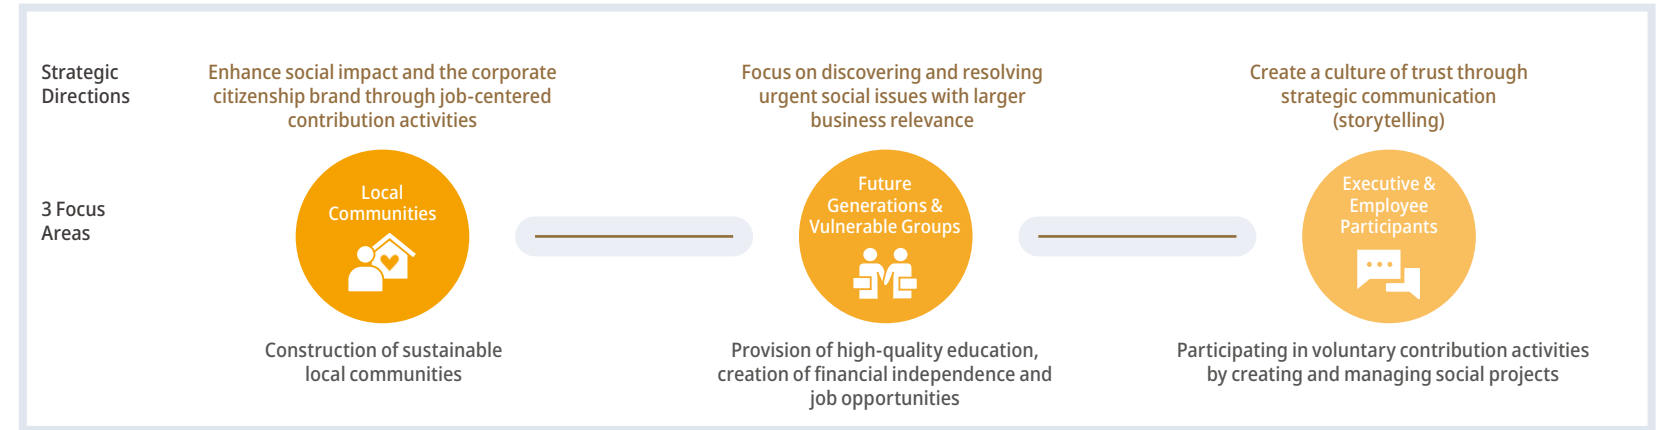 Strategic
Directions
Enhance social impact and the corporate
citizenship brand through job-centered
contribution activities
Focus on discovering and resolving
urgent social issues with larger
business relevance
Create a culture of trust through
strategic communication
(storytelling)
3 Focus
Areas
Local
Communities
Future
Generations &
Vulnerable Groups
Executive &
Employee
Participants
Construction of sustainable
local communities
Provision of high-quality education,
creation of financial independence and
job opportunities
Participating in voluntary contribution activities
by creating and managing social projects